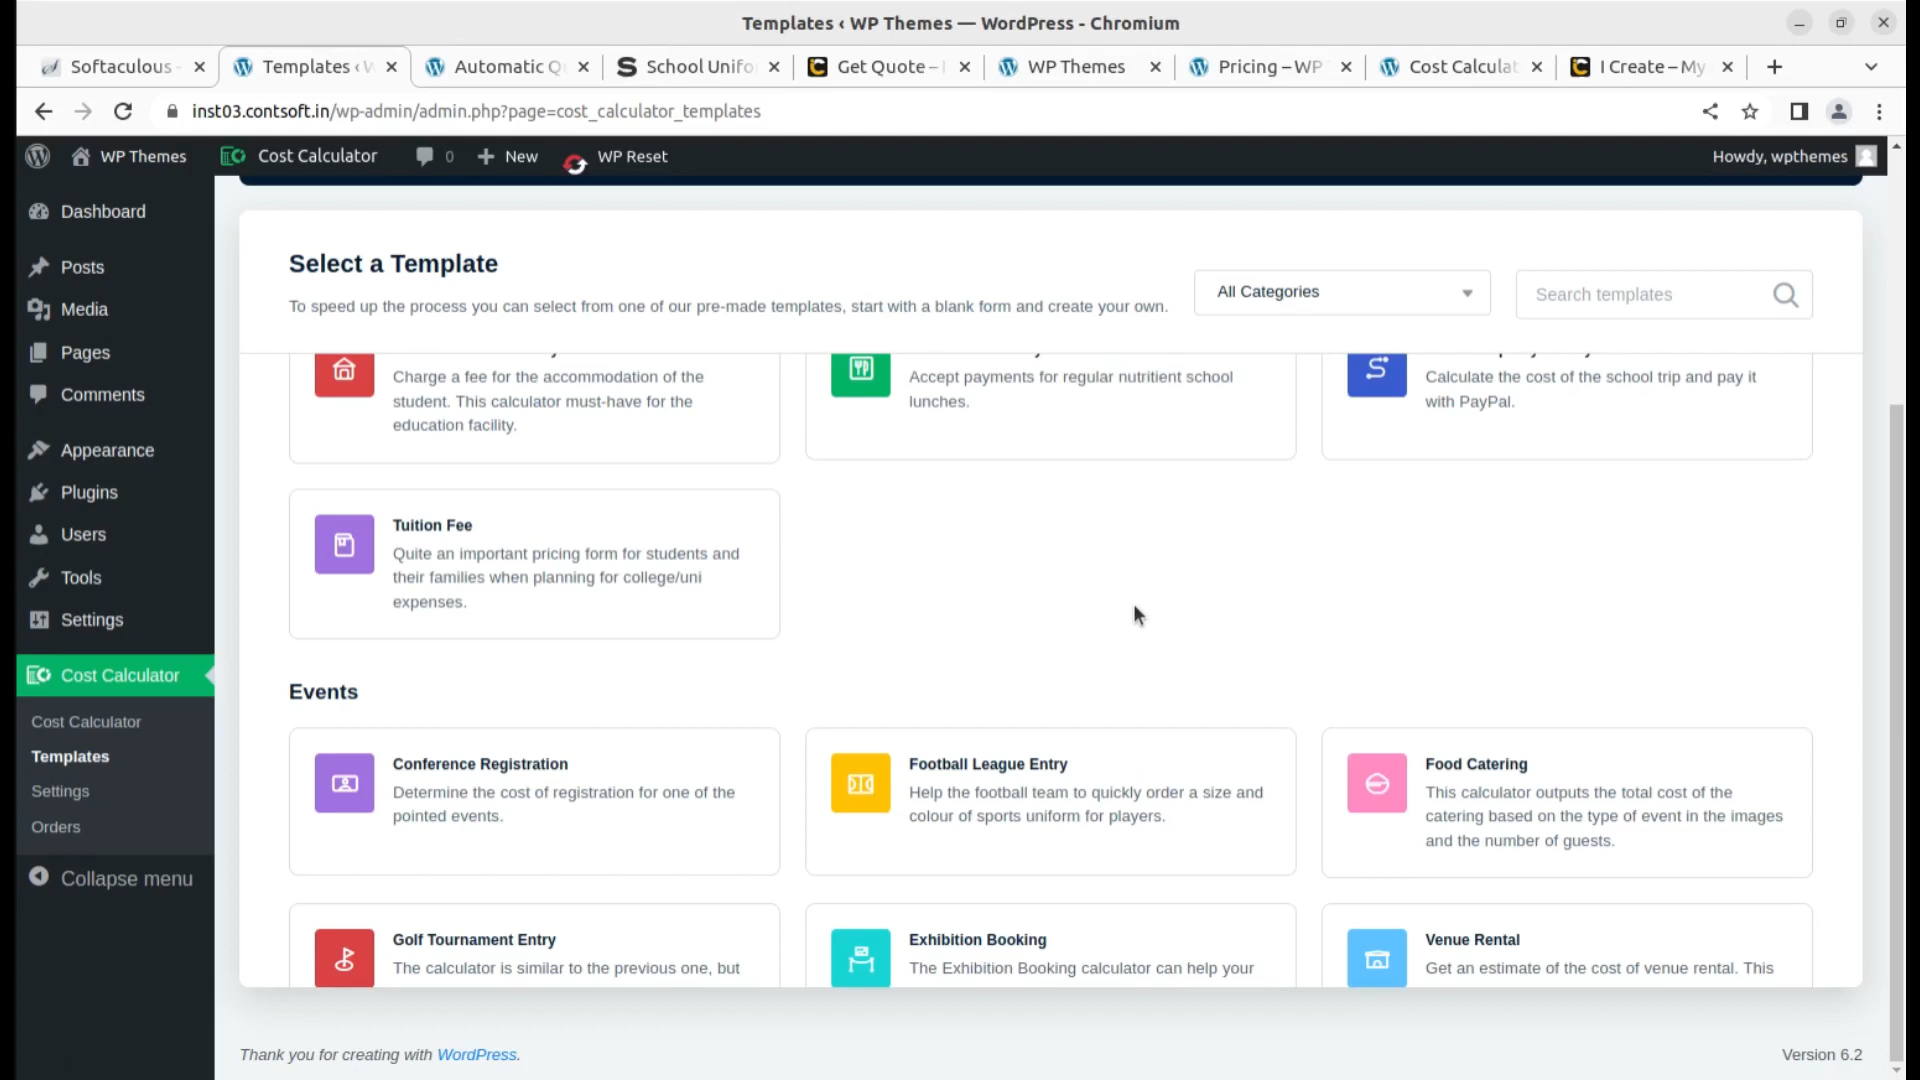 Templates ‹ WP Themes — WordPress - Chromium
Softaculous -
Templates ‹ W
Automatic Q
School Unifo
Get Quote –
WP Themes
Pricing – WP
Cost Calculat
I Create – My
inst03.contsoft.in/wp-admin/admin.php?page=cost_calculator_templates
WP Themes
Cost Calculator
0
New
WP Reset
Howdy, wpthemes
Dashboard
Posts
Media
Pages
Comments
Appearance
Plugins
Users
Tools
Settings
Cost Calculator
Cost Calculator
Templates
Settings
Orders
Collapse menu
Select a Template
To speed up the process you can select from one of our pre-made templates, start with a blank form and create your own.
All Categories
Search templates
Charge a fee for the accommodation of the
student. This calculator must-have for the
education facility.
Accept payments for regular nutritient school
lunches.
Calculate the cost of the school trip and pay it
with PayPal.
Tuition Fee
Quite an important pricing form for students and
their families when planning for college/uni
expenses.
Events
Conference Registration
Determine the cost of registration for one of the
pointed events.
Football League Entry
Help the football team to quickly order a size and
colour of sports uniform for players.
Food Catering
This calculator outputs the total cost of the
catering based on the type of event in the images
and the number of guests.
Golf Tournament Entry
The calculator is similar to the previous one, but
Exhibition Booking
The Exhibition Booking calculator can help your
Venue Rental
Get an estimate of the cost of venue rental. This
Thank you for creating with WordPress.
Version 6.2